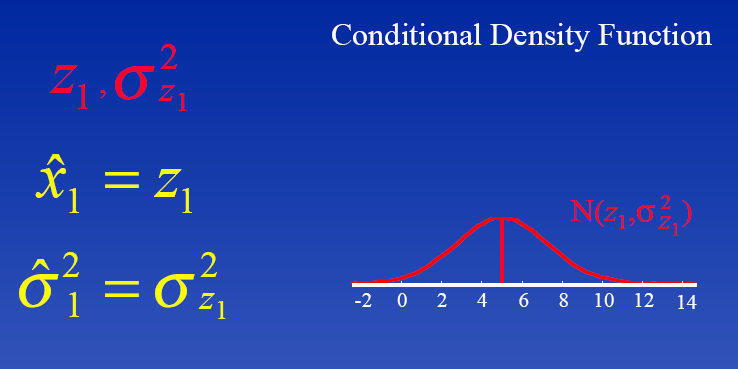 Conditional Density Function
z₁, σ²z₁
x̂₁ = z₁
σ̂²₁ = σ²z₁
N(z₁,σ²z₁)
-2 0 2 4 6 8 10 12 14